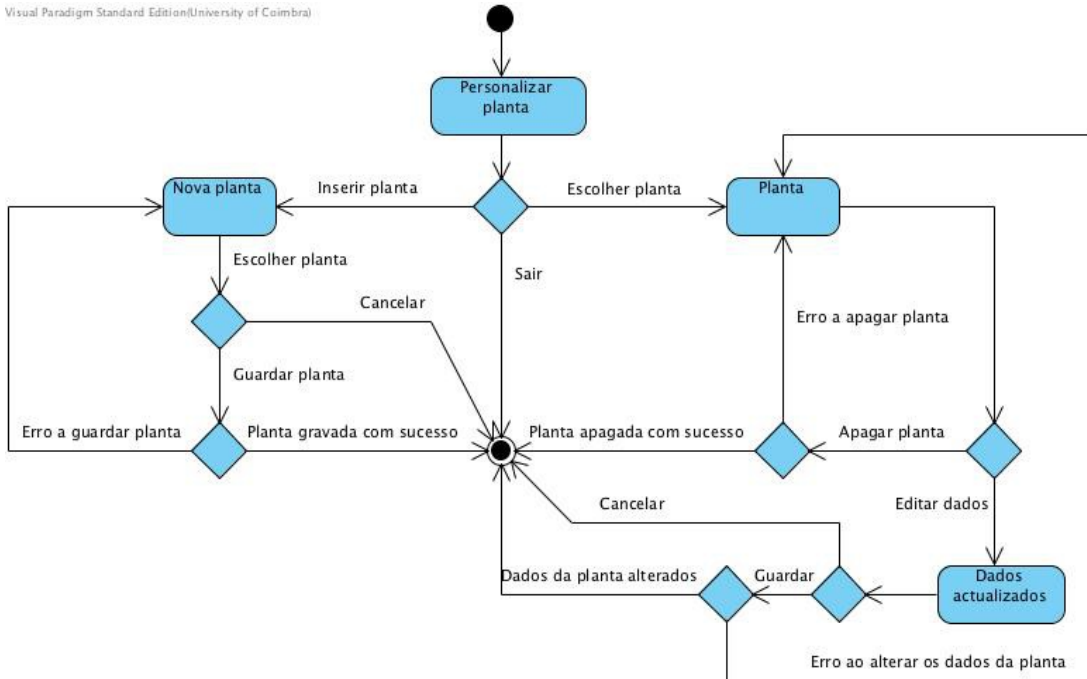 Visual Paradigm Standard Edition(University of Coimbra)
Personalizar
planta
Nova planta
Inserir planta
Escolher planta
Planta
Escolher planta
Sair
Cancelar
Erro a apagar planta
Guardar planta
Erro a guardar planta
Planta gravada com sucesso
Planta apagada com sucesso
Apagar planta
Cancelar
Editar dados
Dados da planta alterados
Guardar
Dados
actualizados
Erro ao alterar os dados da planta